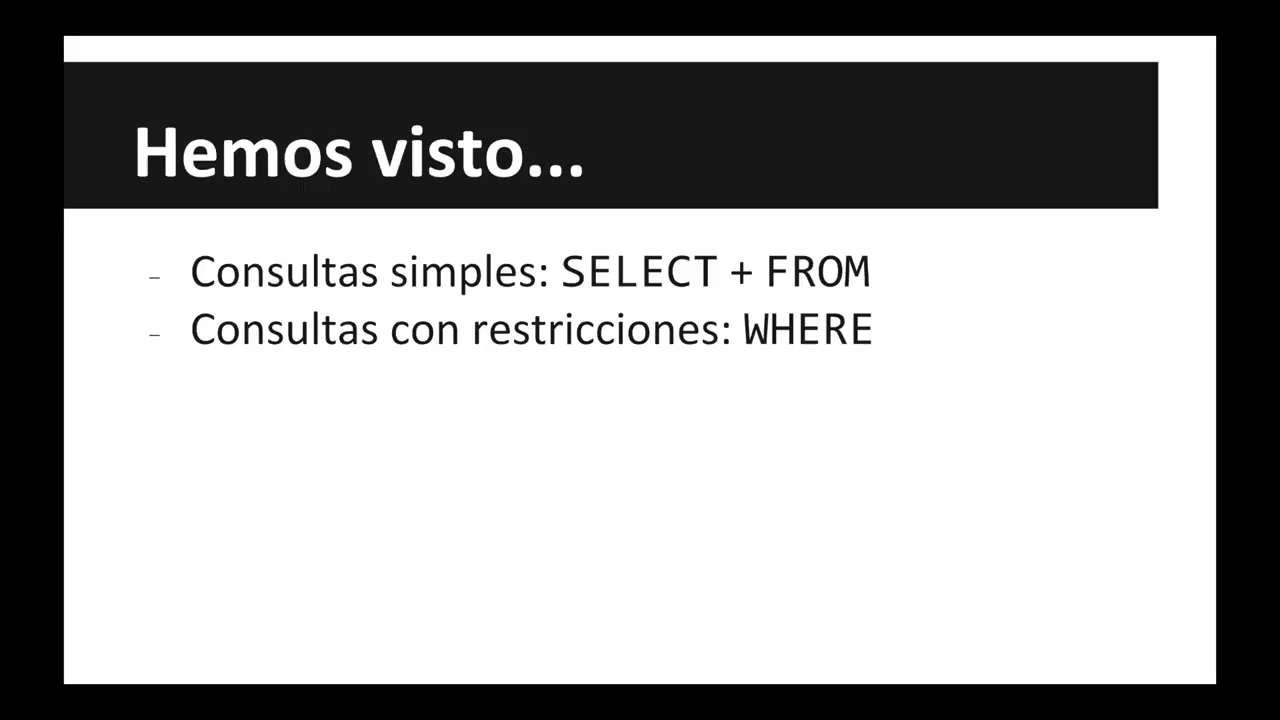 Hemos visto...
- Consultas simples: SELECT + FROM
- Consultas con restricciones: WHERE